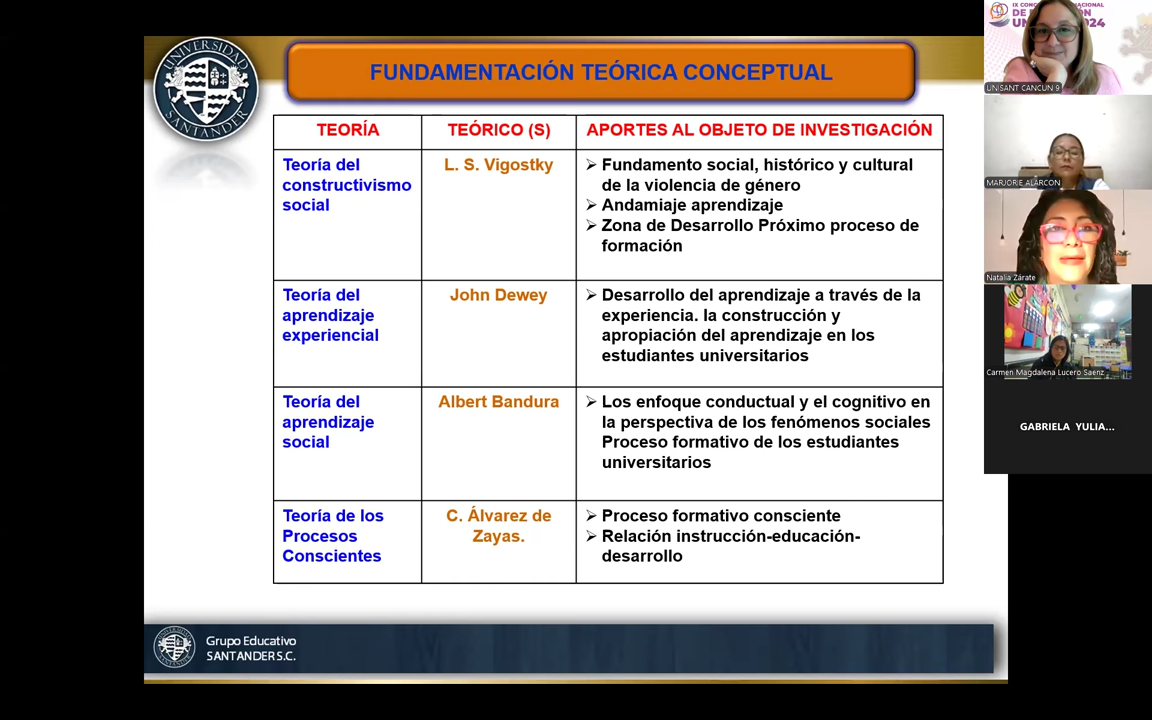 UNIVERSIDAD
SANTANDER
FUNDAMENTACIÓN TEÓRICA CONCEPTUAL
TEORÍA
TEÓRICO (S)
APORTES AL OBJETO DE INVESTIGACIÓN
Teoría del
constructivismo
social
L. S. Vigostky
➢ Fundamento social, histórico y cultural
de la violencia de género
➢ Andamiaje aprendizaje
➢ Zona de Desarrollo Próximo proceso de
formación
Teoría del
aprendizaje
experiencial
John Dewey
➢ Desarrollo del aprendizaje a través de la
experiencia. la construcción y
apropiación del aprendizaje en los
estudiantes universitarios
Teoría del
aprendizaje
social
Albert Bandura
➢ Los enfoque conductual y el cognitivo en
la perspectiva de los fenómenos sociales
Proceso formativo de los estudiantes
universitarios
Teoría de los
Procesos
Conscientes
C. Álvarez de
Zayas.
➢ Proceso formativo consciente
➢ Relación instrucción-educación-
desarrollo
Grupo Educativo
SANTANDER S.C.
IX
DE
2024
UNISANT CANCUN 9
MARJORIE ALARCON
Natalia Zárate
Carmen Magdalena Lucero Saenz
GABRIELA YULIA...